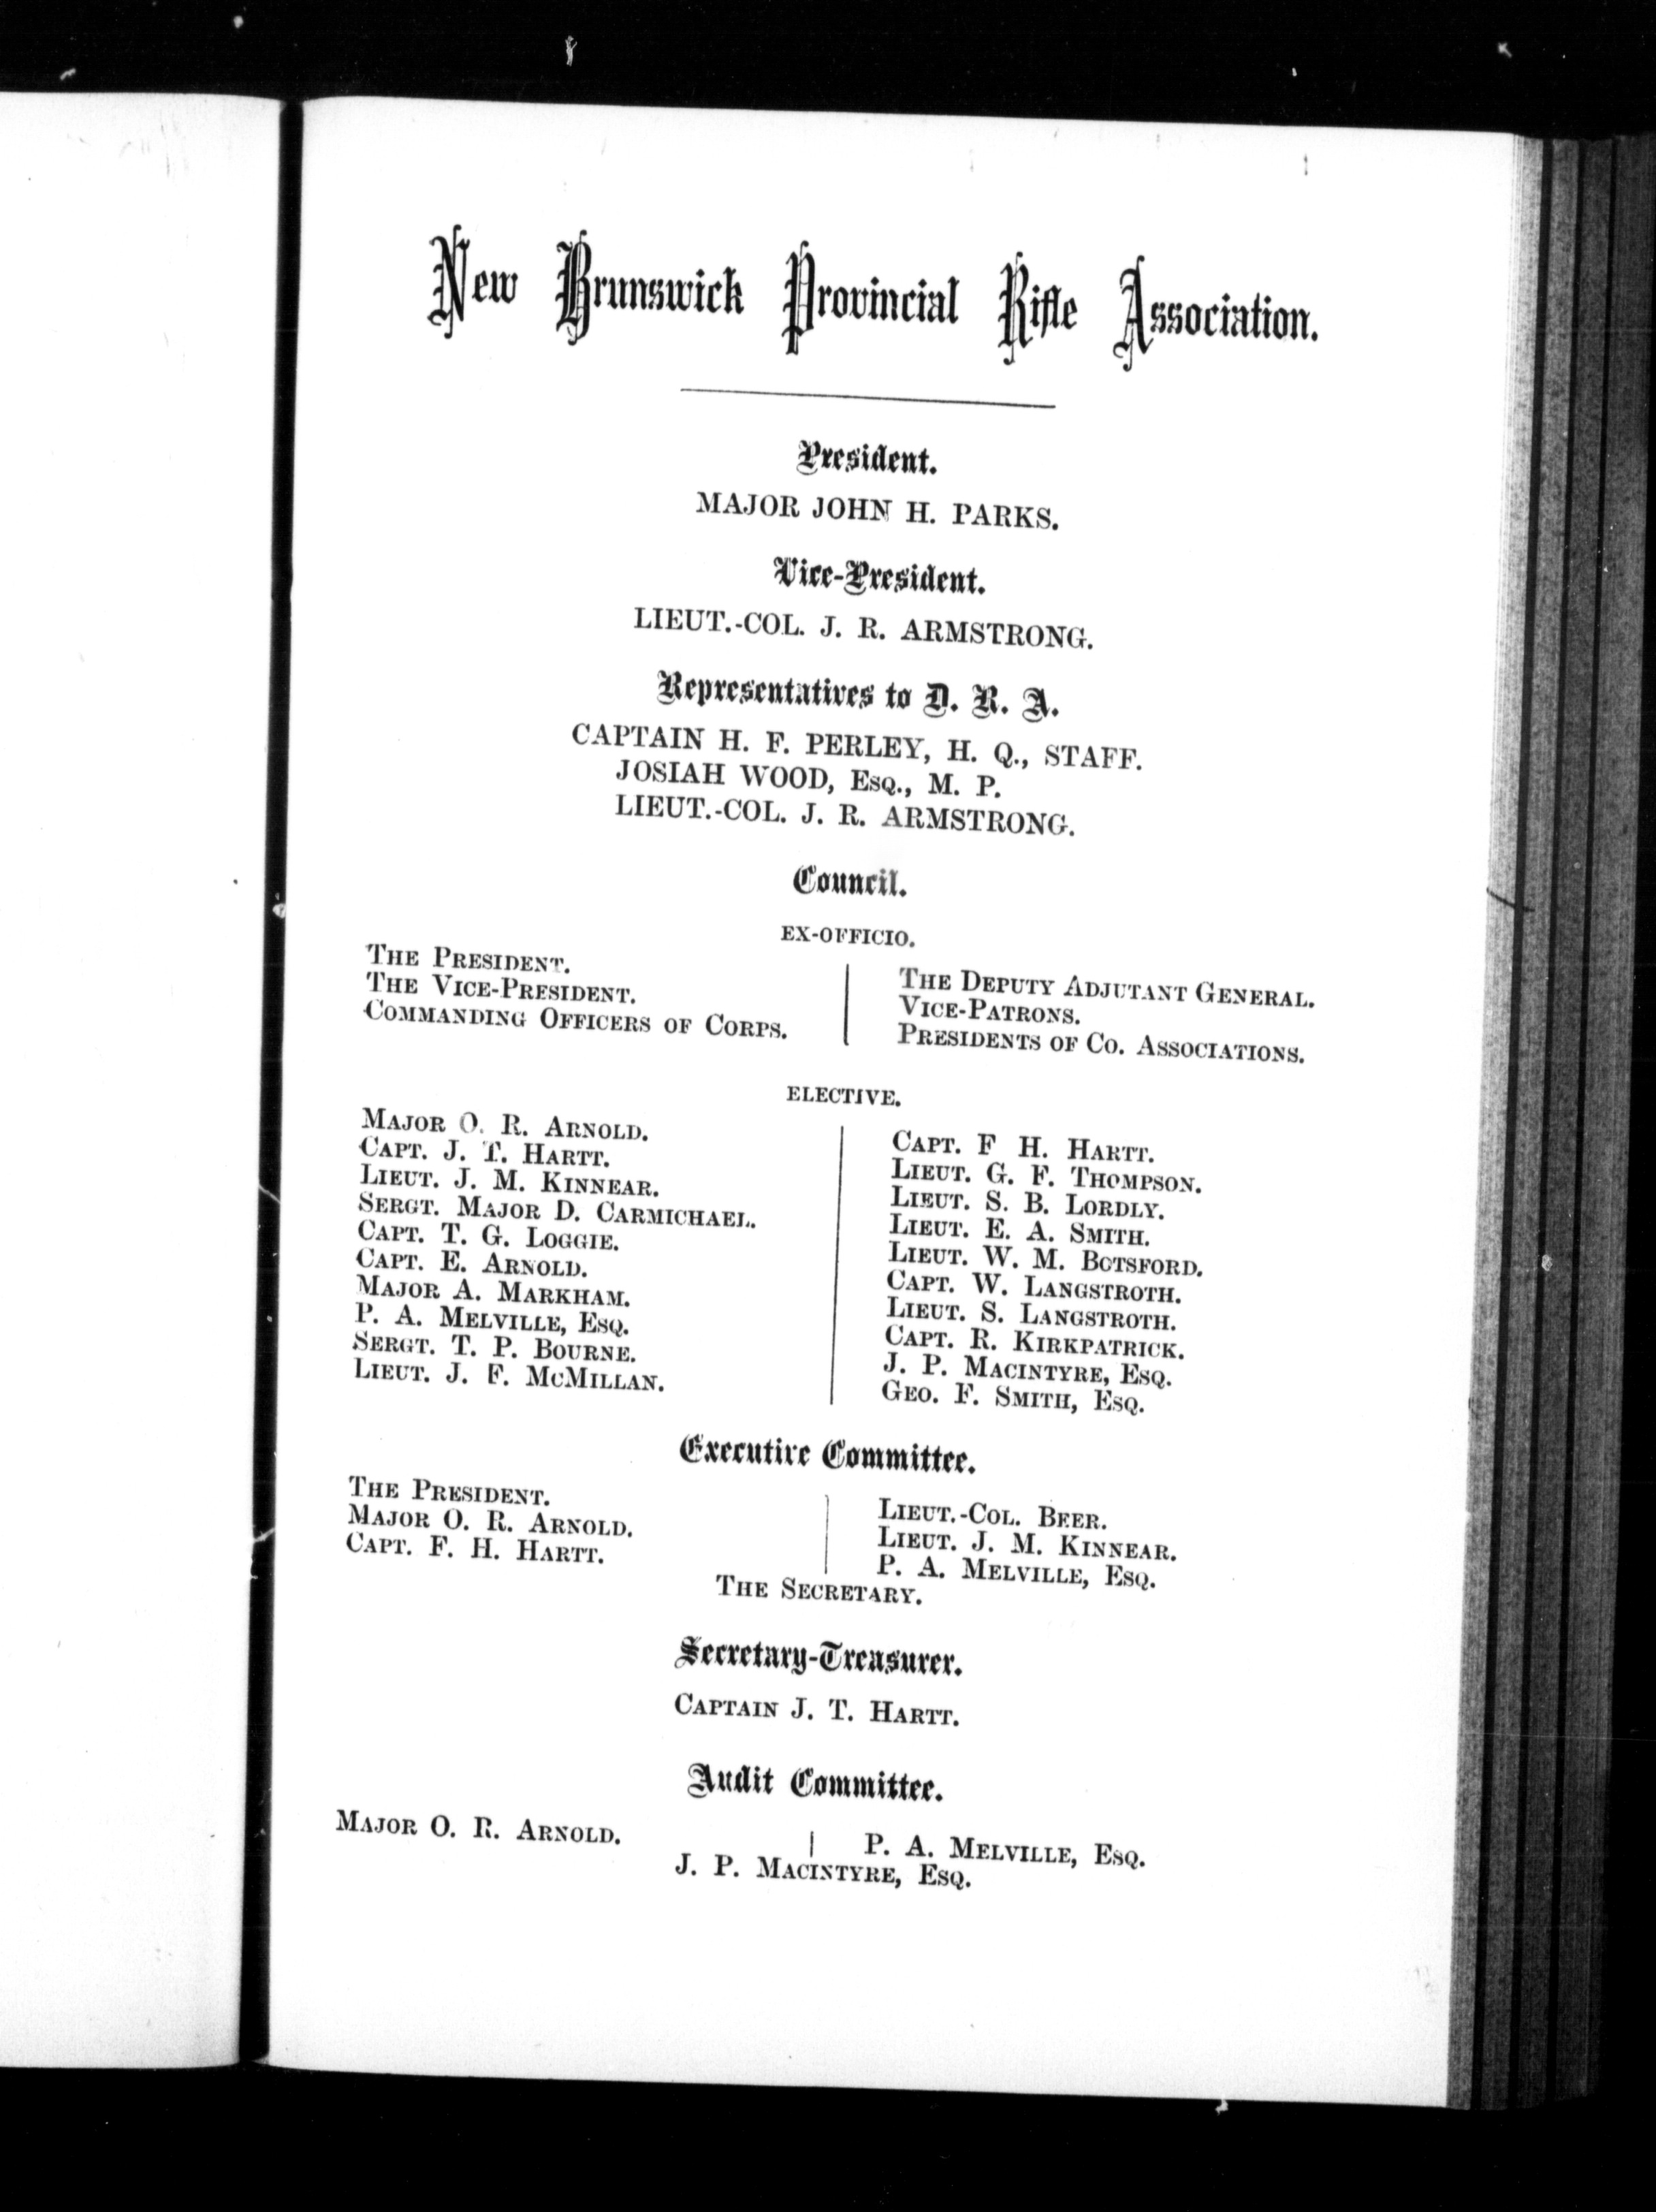 New Brunswick Provincial Rifle Association.
President.
MAJOR JOHN H. PARKS.
Vice-President.
LIEUT.-COL. J. R. ARMSTRONG.
Representatives to D. R. A.
CAPTAIN H. F. PERLEY, H. Q., STAFF.
JOSIAH WOOD, ESQ., M. P.
LIEUT.-COL. J. R. ARMSTRONG.
Council.
EX-OFFICIO.
THE PRESIDENT.
THE VICE-PRESIDENT.
COMMANDING OFFICERS OF CORPS.
THE DEPUTY ADJUTANT GENERAL.
VICE-PATRONS.
PRESIDENTS OF CO. ASSOCIATIONS.
ELECTIVE.
MAJOR O. R. ARNOLD.
CAPT. J. T. HARTT.
LIEUT. J. M. KINNEAR.
SERGT. MAJOR D. CARMICHAEL.
CAPT. T. G. LOGGIE.
CAPT. E. ARNOLD.
MAJOR A. MARKHAM.
P. A. MELVILLE, ESQ.
SERGT. T. P. BOURNE.
LIEUT. J. F. MCMILLAN.
CAPT. F H. HARTT.
LIEUT. G. F. THOMPSON.
LIEUT. S. B. LORDLY.
LIEUT. E. A. SMITH.
LIEUT. W. M. BOTSFORD.
CAPT. W. LANGSTROTH.
LIEUT. S. LANGSTROTH.
CAPT. R. KIRKPATRICK.
J. P. MACINTYRE, ESQ.
GEO. F. SMITH, ESQ.
Executive Committee.
THE PRESIDENT.
MAJOR O. R. ARNOLD.
CAPT. F. H. HARTT.
LIEUT.-COL. BEER.
LIEUT. J. M. KINNEAR.
P. A. MELVILLE, ESQ.
THE SECRETARY.
Secretary-Treasurer.
CAPTAIN J. T. HARTT.
Audit Committee.
MAJOR O. R. ARNOLD.
P. A. MELVILLE, ESQ.
J. P. MACINTYRE, ESQ.